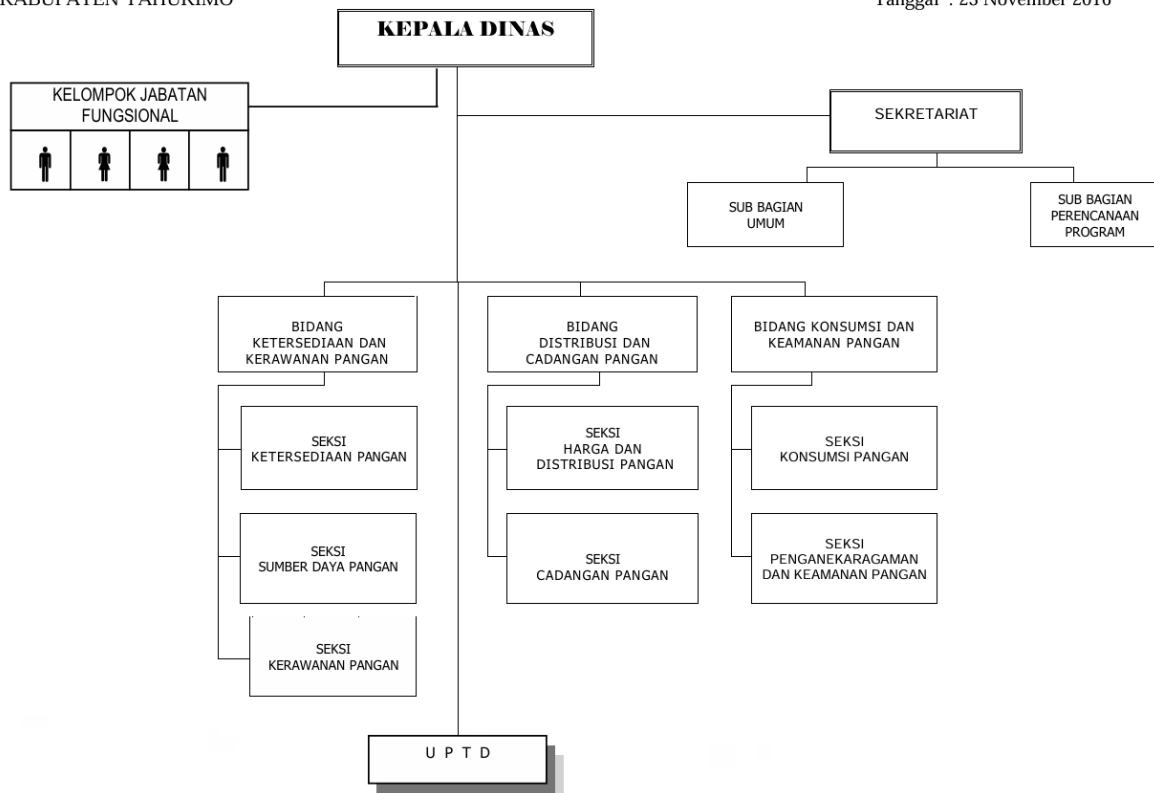 KABUPATEN YAHUKIMO
Tanggal : November 2016
KEPALA DINAS
KELOMPOK JABATAN
FUNGSIONAL
SEKRETARIAT
SUB BAGIAN
UMUM
SUB BAGIAN
PERENCANAAN
PROGRAM
BIDANG
KETERSEDIAAN DAN
KERAWANAN PANGAN
BIDANG
DISTRIBUSI DAN
CADANGAN PANGAN
BIDANG KONSUMSI DAN
KEAMANAN PANGAN
SEKSI
KETERSEDIAAN PANGAN
SEKSI
HARGA DAN
DISTRIBUSI PANGAN
SEKSI
KONSUMSI PANGAN
SEKSI
SUMBER DAYA PANGAN
SEKSI
CADANGAN PANGAN
SEKSI
PENGANEKARAGAMAN
DAN KEAMANAN PANGAN
SEKSI
KERAWANAN PANGAN
U P T D